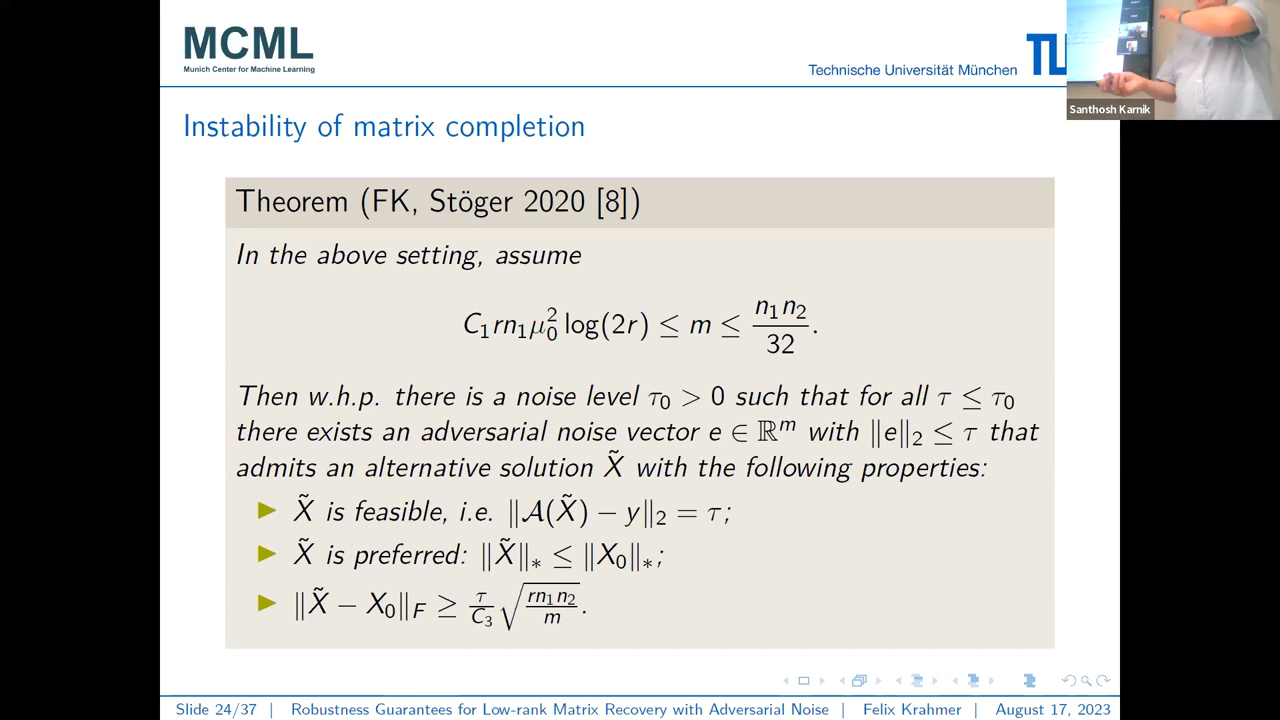 MCML
Munich Center for Machine Learning
Technische Universität München
Santhosh Karnik
Instability of matrix completion
Theorem (FK, Stöger 2020 [8])
In the above setting, assume
C₁rn₁μ₀² log(2r) ≤ m ≤ n₁n₂/32.
Then w.h.p. there is a noise level τ₀ > 0 such that for all τ ≤ τ₀
there exists an adversarial noise vector e ∈ ℝᵐ with ‖e‖₂ ≤ τ that
admits an alternative solution X̃ with the following properties:
▶ X̃ is feasible, i.e. ‖𝒜(X̃) − y‖₂ = τ;
▶ X̃ is preferred: ‖X̃‖∗ ≤ ‖X₀‖∗;
▶ ‖X̃ − X₀‖F ≥ τ/C₃ √(rn₁n₂/m).
Slide 24/37 | Robustness Guarantees for Low-rank Matrix Recovery with Adversarial Noise | Felix Krahmer | August 17, 2023